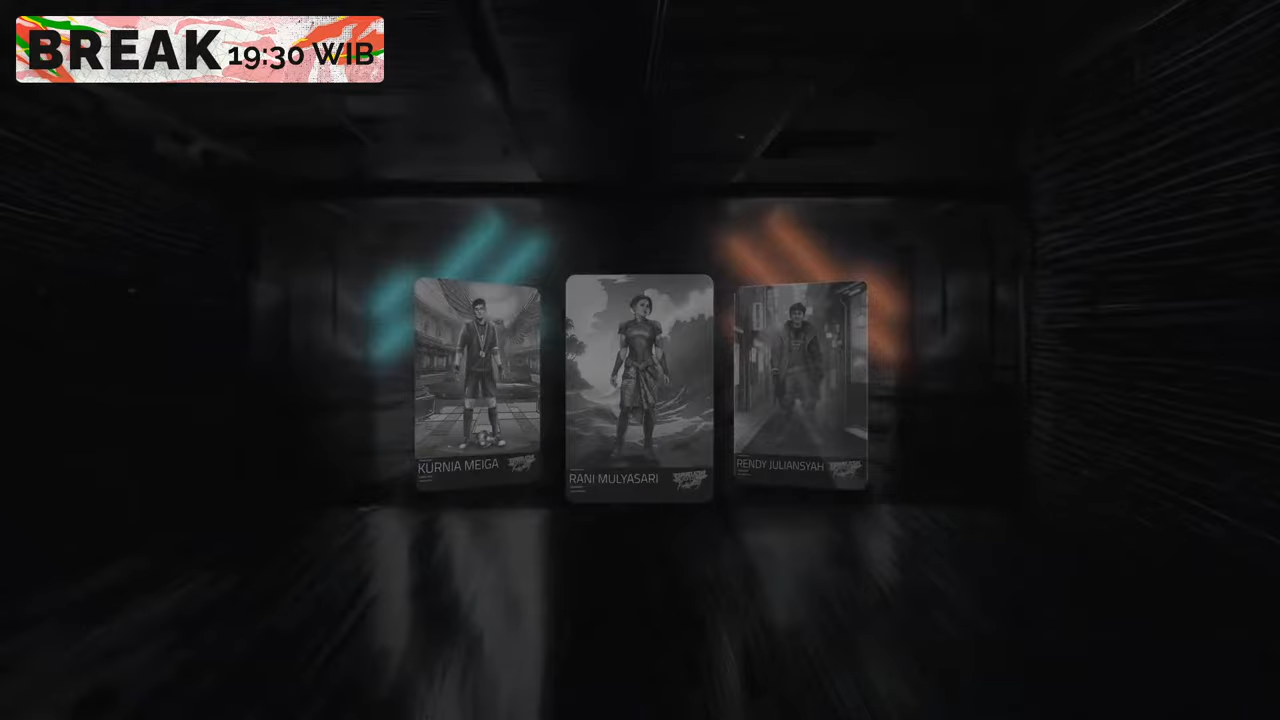 BREAK 19:30 WIB
KURNIA MEIGA
RANI MULYASARI
RENDY JULIANSYAH